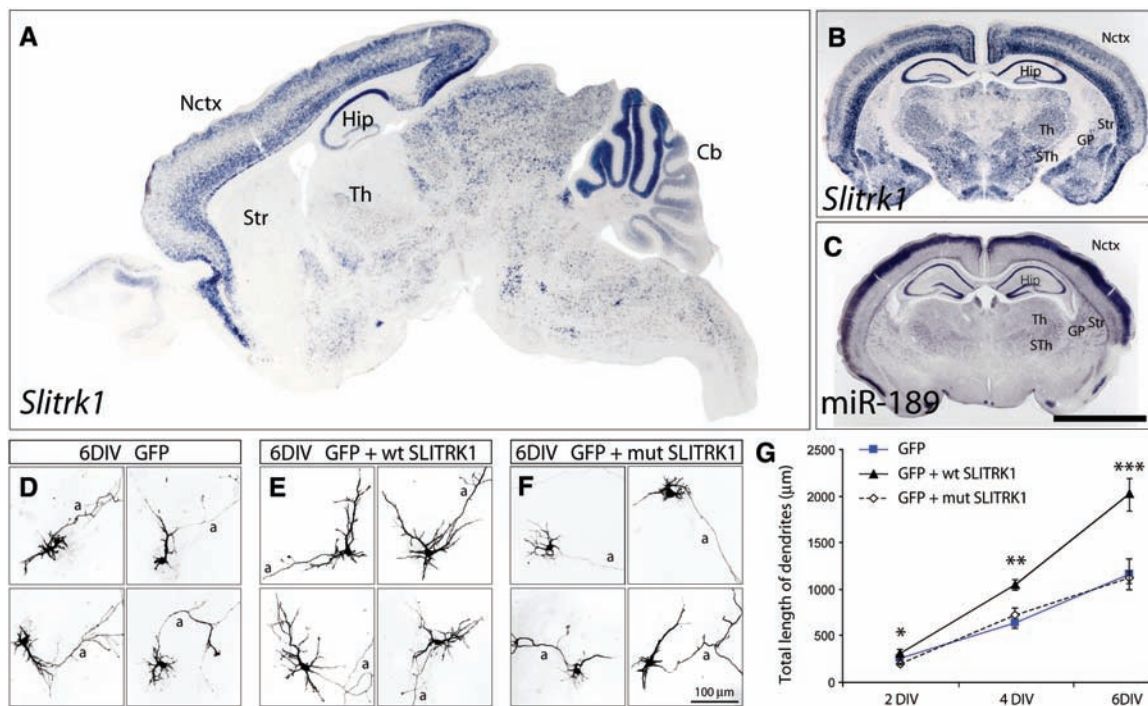 A
Nctx
Hip
Th
Str
Cb
Slitrk1
B
Nctx
Hip
Th
Str
GP
STh
Slitrk1
C
Nctx
Hip
Th
Str
GP
STh
miR-189
6DIV GFP
6DIV GFP + wt SLITRK1
6DIV GFP + mut SLITRK1
D
a
a
a
a
E
a
a
a
a
F
a
a
a
a
100 µm
G
GFP
GFP + wt SLITRK1
GFP + mut SLITRK1
Total length of dendrites (µm)
2500
2000
1500
1000
500
0
*
**
***
2 DIV
4 DIV
6DIV